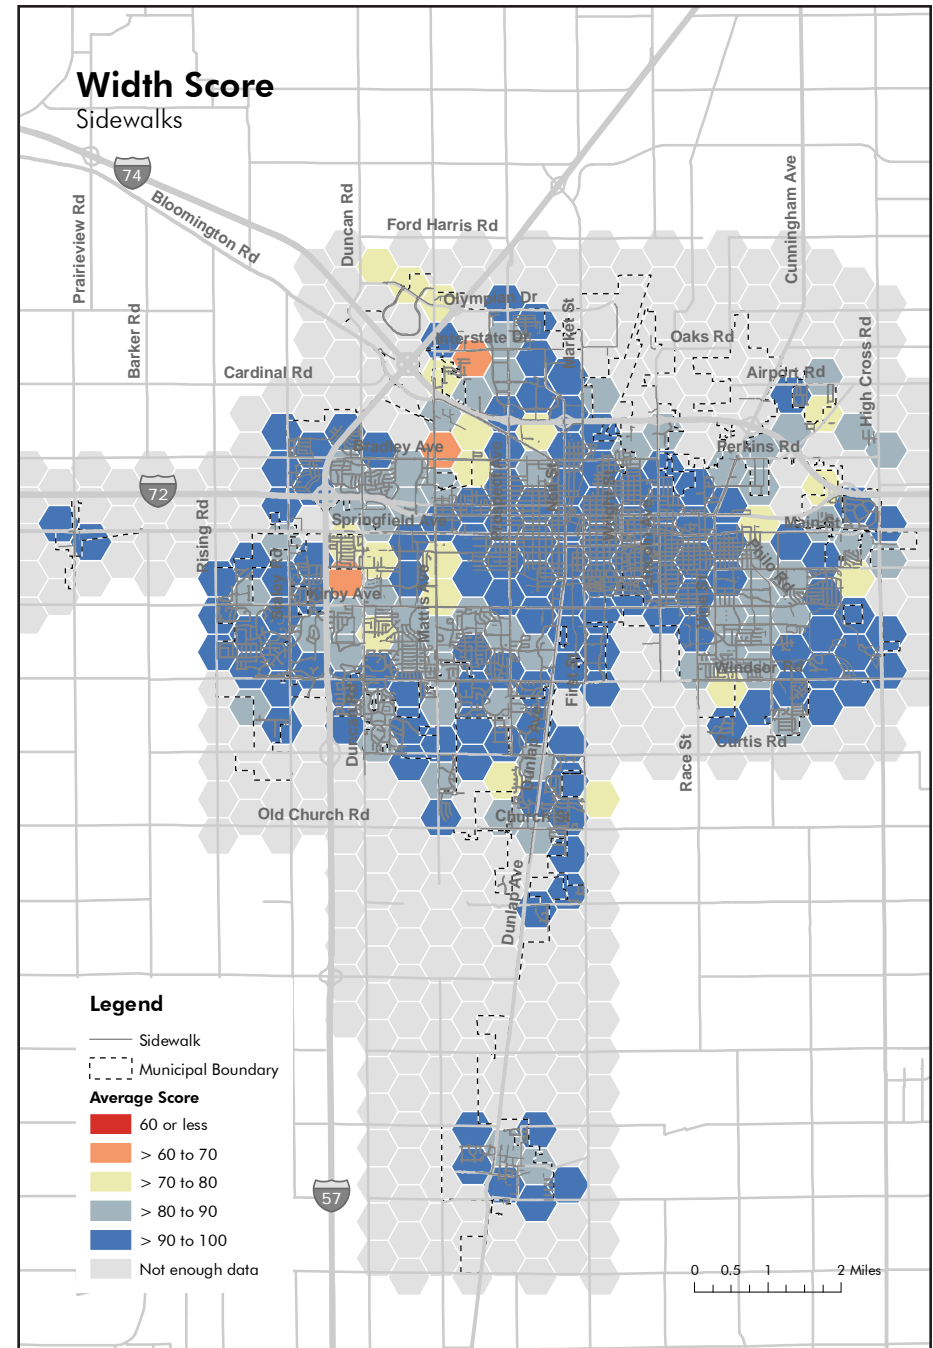 Width Score
Sidewalks
74
Bloomington Rd
Prairieview Rd
Duncan Rd
Ford Harris Rd
Cunningham Ave
Barker Rd
Olympian Dr
Interstate Dr
Market St
Oaks Rd
Cardinal Rd
Airport Rd
High Cross Rd
Bradley Ave
Perkins Rd
72
Rising Rd
Springfield Ave
Main St
Philo Rd
Kirby Ave
Mattis Ave
Windsor Rd
First St
Duncan Rd
Dunlap Ave
Curtis Rd
Race St
Old Church Rd
Church St
Dunlap Ave
Legend
Sidewalk
Municipal Boundary
Average Score
60 or less
> 60 to 70
> 70 to 80
> 80 to 90
> 90 to 100
Not enough data
57
0 0.5 1 2 Miles